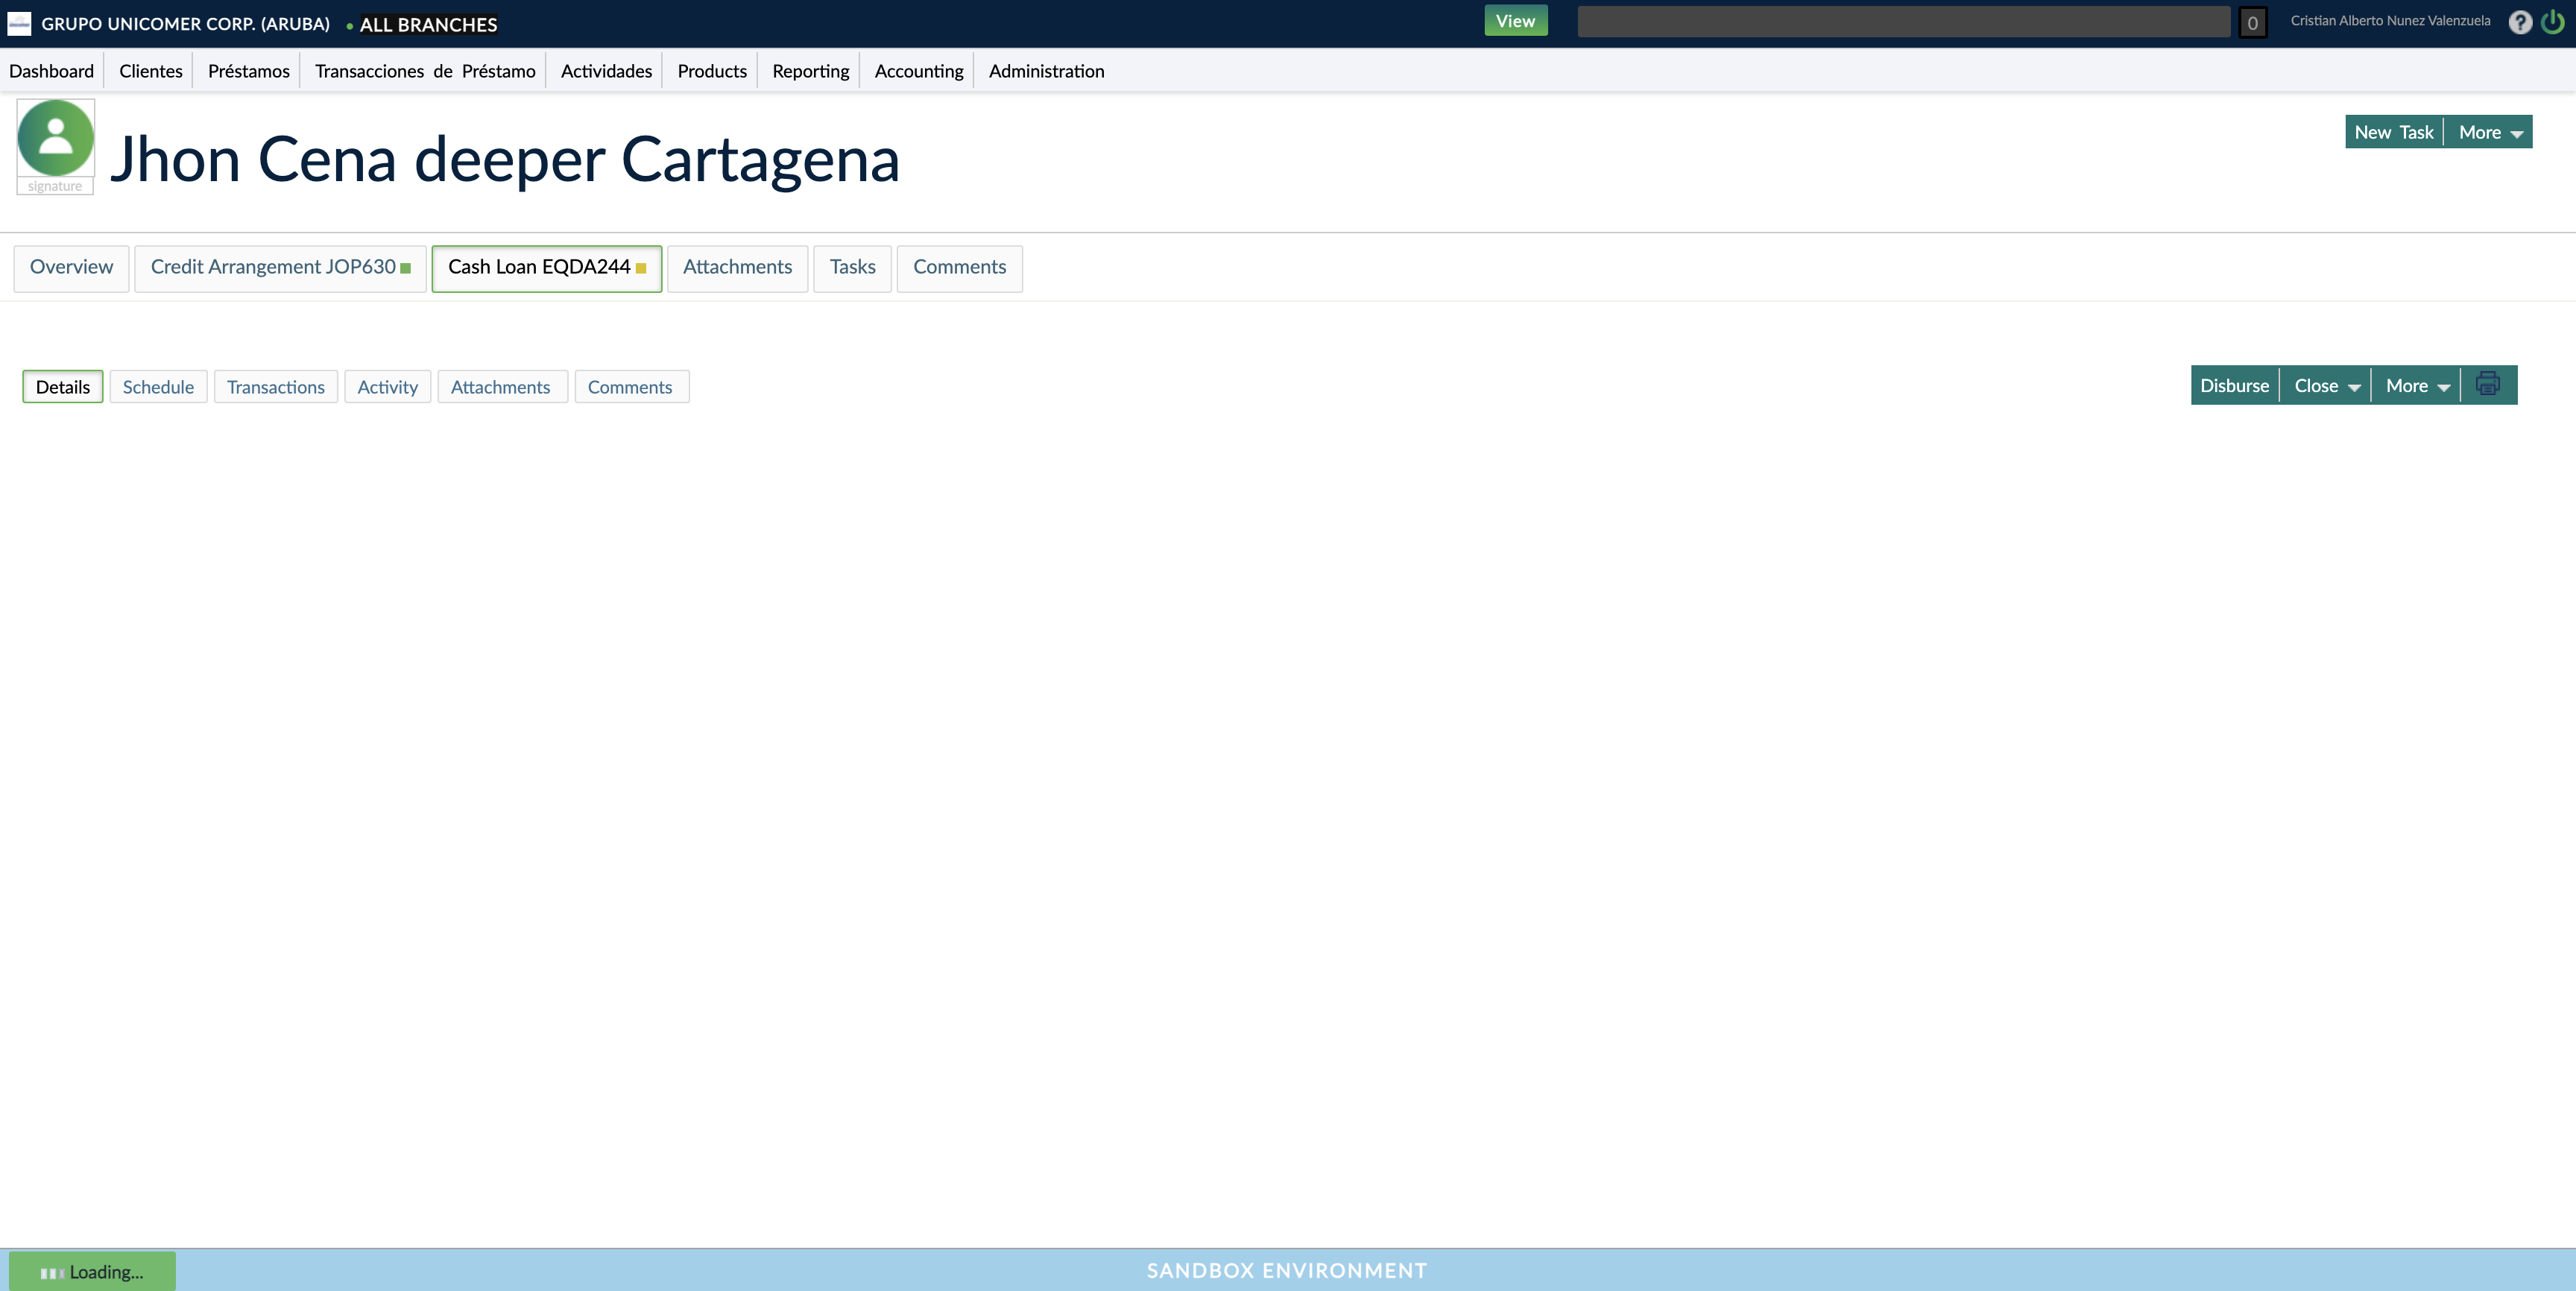 GRUPO UNICOMER CORP. (ARUBA) • ALL BRANCHES View 0 Cristian Alberto Nunez Valenzuela ?
Dashboard Clientes Préstamos Transacciones de Préstamo Actividades Products Reporting Accounting Administration
signature
Jhon Cena deeper Cartagena
New Task More
Overview Credit Arrangement JOP630 Cash Loan EQDA244 Attachments Tasks Comments
Details Schedule Transactions Activity Attachments Comments Disburse Close More
Loading... SANDBOX ENVIRONMENT